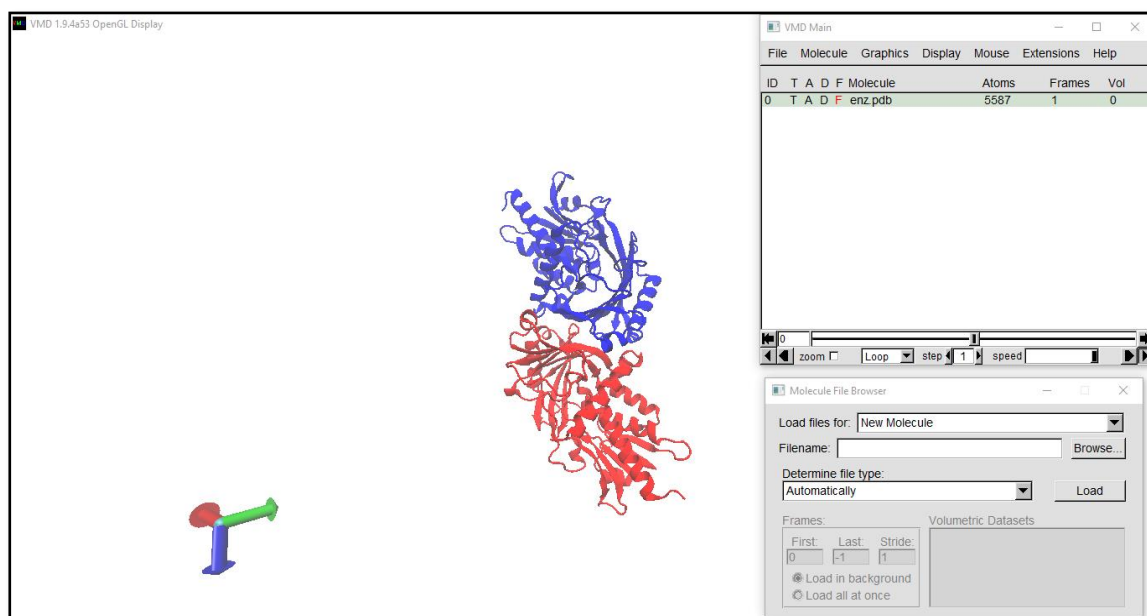 VMD 1.9.4a53 OpenGL Display
VMD Main
File Molecule Graphics Display Mouse Extensions Help
ID T A D F Molecule Atoms Frames Vol
0 T A D F enz.pdb 5587 1 0
0
zoom Loop step 1 speed
Molecule File Browser
Load files for: New Molecule
Filename: Browse...
Determine file type:
Automatically Load
Frames: Volumetric Datasets
First: Last: Stride:
0 -1 1
Load in background
Load all at once